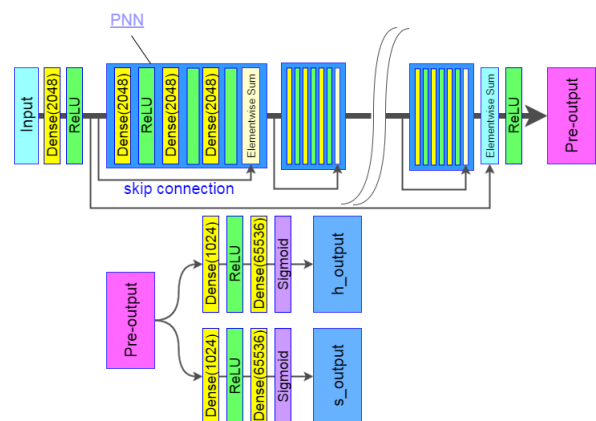 PNN
Input
Dense(2048)
ReLU
Dense(2048)
ReLU
Dense(2048)
Dense(2048)
Elementwise Sum
Elementwise Sum
ReLU
Pre-output
skip connection
Pre-output
Dense(1024)
ReLU
Dense(65536)
Sigmoid
h_output
Dense(1024)
ReLU
Dense(65536)
Sigmoid
s_output